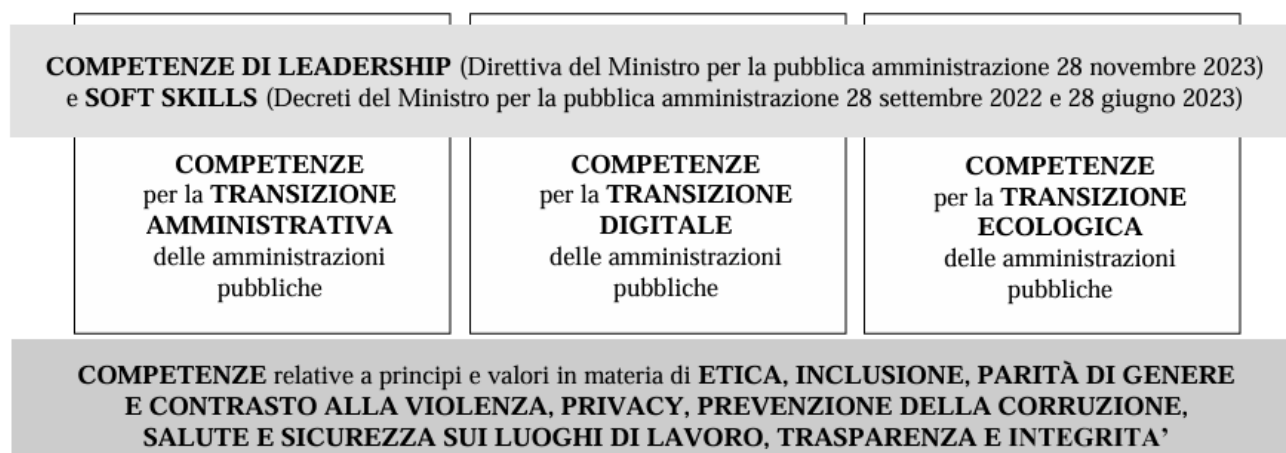 COMPETENZE DI LEADERSHIP (Direttiva del Ministro per la pubblica amministrazione 28 novembre 2023)
e SOFT SKILLS (Decreti del Ministro per la pubblica amministrazione 28 settembre 2022 e 28 giugno 2023)
COMPETENZE
per la TRANSIZIONE
AMMINISTRATIVA
delle amministrazioni
pubbliche
COMPETENZE
per la TRANSIZIONE
DIGITALE
delle amministrazioni
pubbliche
COMPETENZE
per la TRANSIZIONE
ECOLOGICA
delle amministrazioni
pubbliche
COMPETENZE relative a principi e valori in materia di ETICA, INCLUSIONE, PARITÀ DI GENERE
E CONTRASTO ALLA VIOLENZA, PRIVACY, PREVENZIONE DELLA CORRUZIONE,
SALUTE E SICUREZZA SUI LUOGHI DI LAVORO, TRASPARENZA E INTEGRITA’